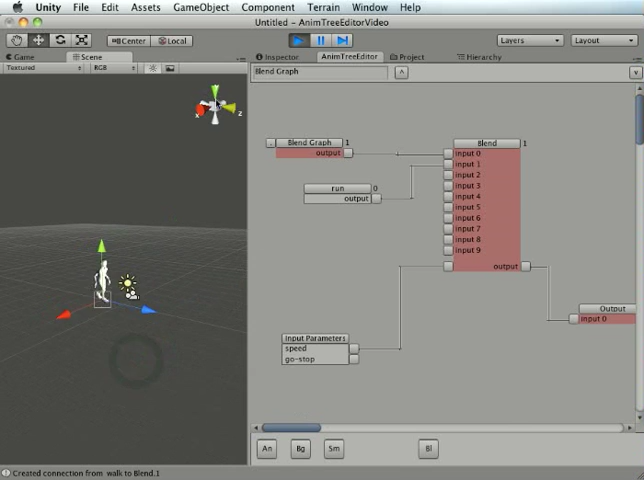 Unity File Edit Assets GameObject Component Terrain Window Help
Untitled - AnimTreeEditorVideo
Center Local Layers Layout
Game Scene Inspector AnimTreeEditor Project Hierarchy
Textured RGB Blend Graph ^ v
x z
Blend Graph 1 Blend 1
output input 0
input 1
input 2
run 0 input 3
output input 4
input 5
input 6
input 7
input 8
input 9
output
Output
input 0
Input Parameters
speed
go-stop
An Bg Sm Bl
Created connection from walk to Blend.1